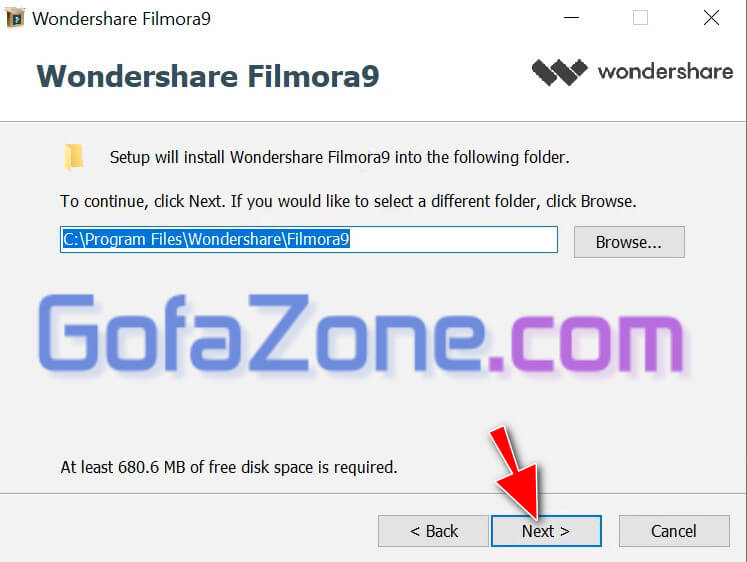 Wondershare Filmora9
Wondershare Filmora9
wondershare
Setup will install Wondershare Filmora9 into the following folder.
To continue, click Next. If you would like to select a different folder, click Browse.
C:\Program Files\Wondershare\Filmora9
Browse...
GofaZone.com
At least 680.6 MB of free disk space is required.
< Back
Next >
Cancel